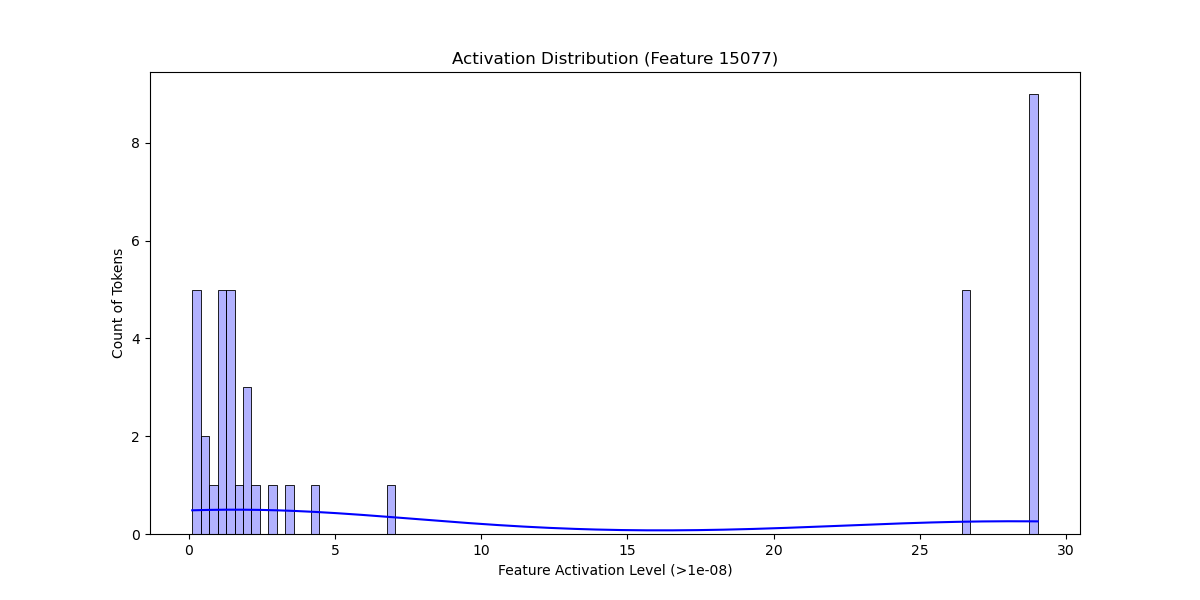 Activation Distribution (Feature 15077)
Count of Tokens
8
6
4
2
0
0 5 10 15 20 25 30
Feature Activation Level (>1e-08)